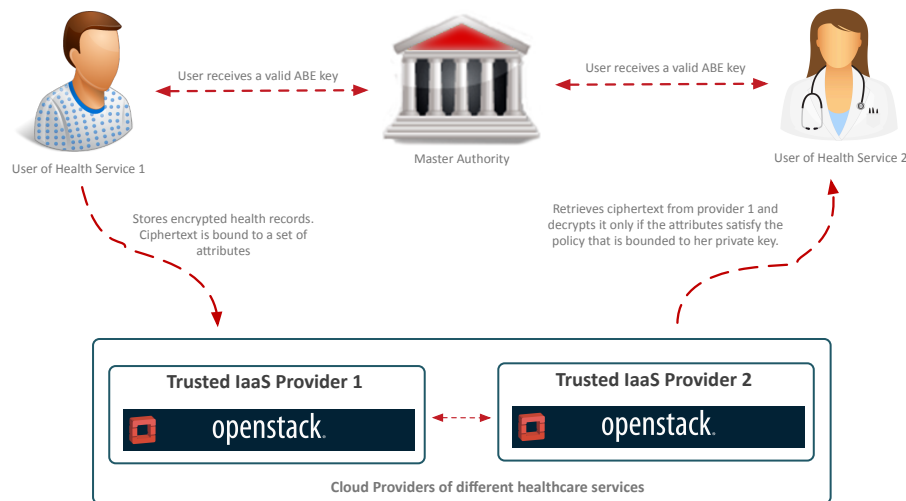 User receives a valid ABE key
User receives a valid ABE key
User of Health Service 1
Master Authority
User of Health Service 2
Stores encrypted health records.
Ciphertext is bound to a set of
attributes
Retrieves ciphertext from provider 1 and
decrypts it only if the attributes satisfy the
policy that is bounded to her private key.
Trusted IaaS Provider 1
openstack.
Trusted IaaS Provider 2
openstack.
Cloud Providers of different healthcare services